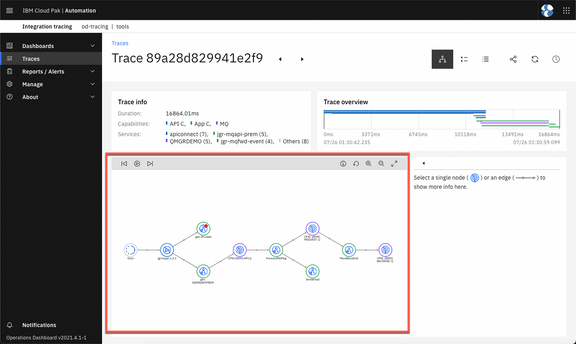 IBM Cloud Pak | Automation
Integration tracing od-tracing | tools
Dashboards
Traces
Reports / Alerts
Manage
About
Notifications
Operations Dashboard v2021.4.1-1
Traces
Trace 89a28d829941e2f9
Trace info
Duration: 16864.01ms
Capabilities: API C, App C, MQ
Services: apiconnect (7), jgr-mqapi-prem (5),
QMGRDEMO (5), jgr-mqfwd-event (4), Others (8)
Trace overview
0ms 3372ms 6745ms 10118ms 13491ms 16864ms
07/26 01:30:42.235 07/26 01:30:59.099
Select a single node ( ) or an edge ( ) to
show more info here.
Start